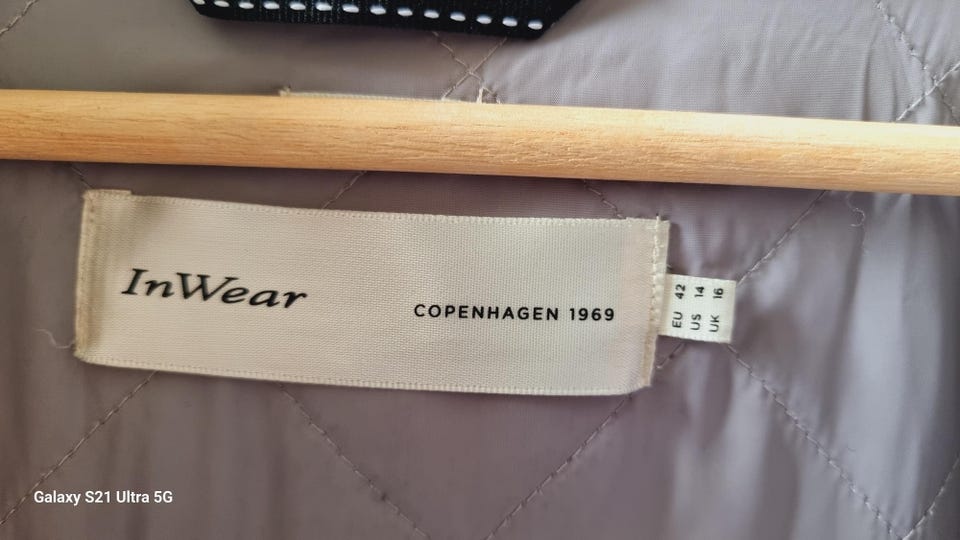 InWear
COPENHAGEN 1969
EU 42
US 14
UK 16
Galaxy S21 Ultra 5G